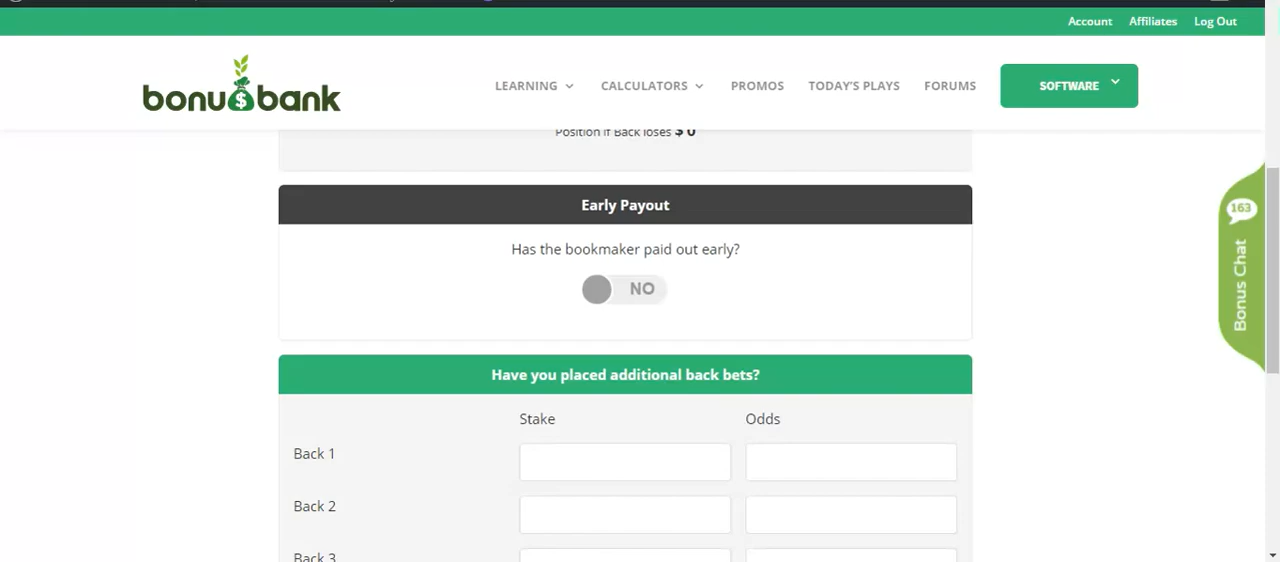 Account Affiliates Log Out
bonusbank
LEARNING CALCULATORS PROMOS TODAY'S PLAYS FORUMS SOFTWARE
Position if Back loses $ 0
Early Payout
Has the bookmaker paid out early?
NO
163
Bonus Chat
Have you placed additional back bets?
Stake Odds
Back 1
Back 2
Back 3